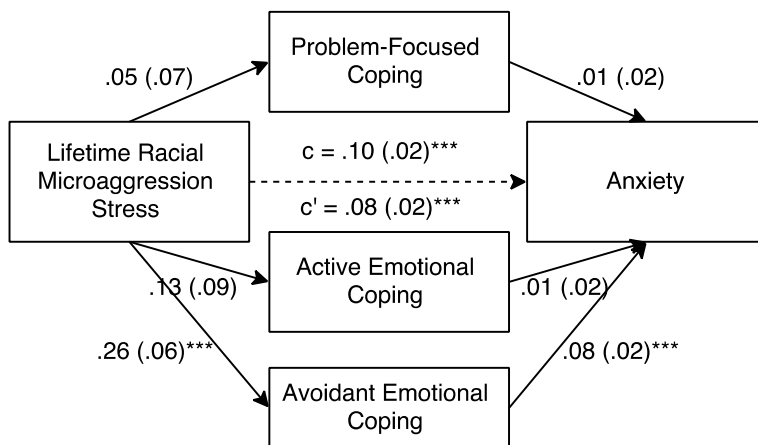 Problem-Focused
Coping
.05 (.07)
.01 (.02)
Lifetime Racial
Microaggression
Stress
c = .10 (.02)***
c' = .08 (.02)***
Anxiety
Active Emotional
Coping
.13 (.09)
.01 (.02)
.26 (.06)***
.08 (.02)***
Avoidant Emotional
Coping